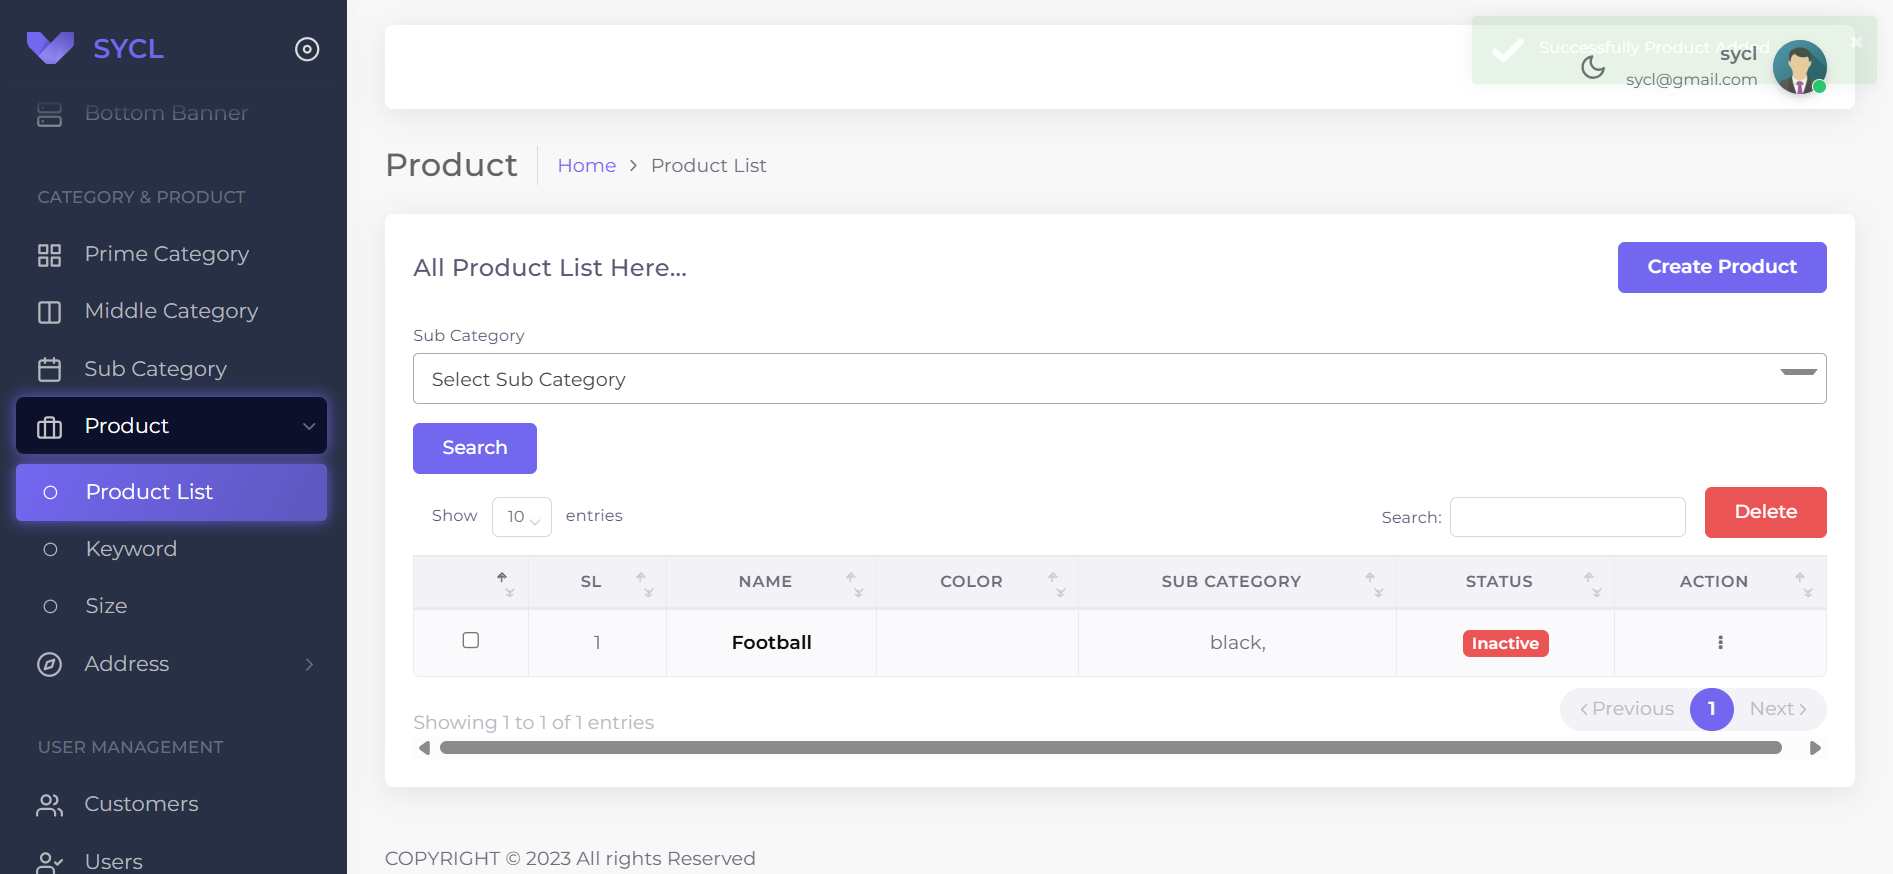 SYCL
Bottom Banner
CATEGORY & PRODUCT
Prime Category
Middle Category
Sub Category
Product
Product List
Keyword
Size
Address
USER MANAGEMENT
Customers
Users
Successfully Product Added
sycl
sycl@gmail.com
Product
Home > Product List
All Product List Here...
Create Product
Sub Category
Select Sub Category
Search
Show 10 entries
Search:
Delete
SL NAME COLOR SUB CATEGORY STATUS ACTION
1 Football black, Inactive
Showing 1 to 1 of 1 entries
Previous 1 Next
COPYRIGHT © 2023 All rights Reserved